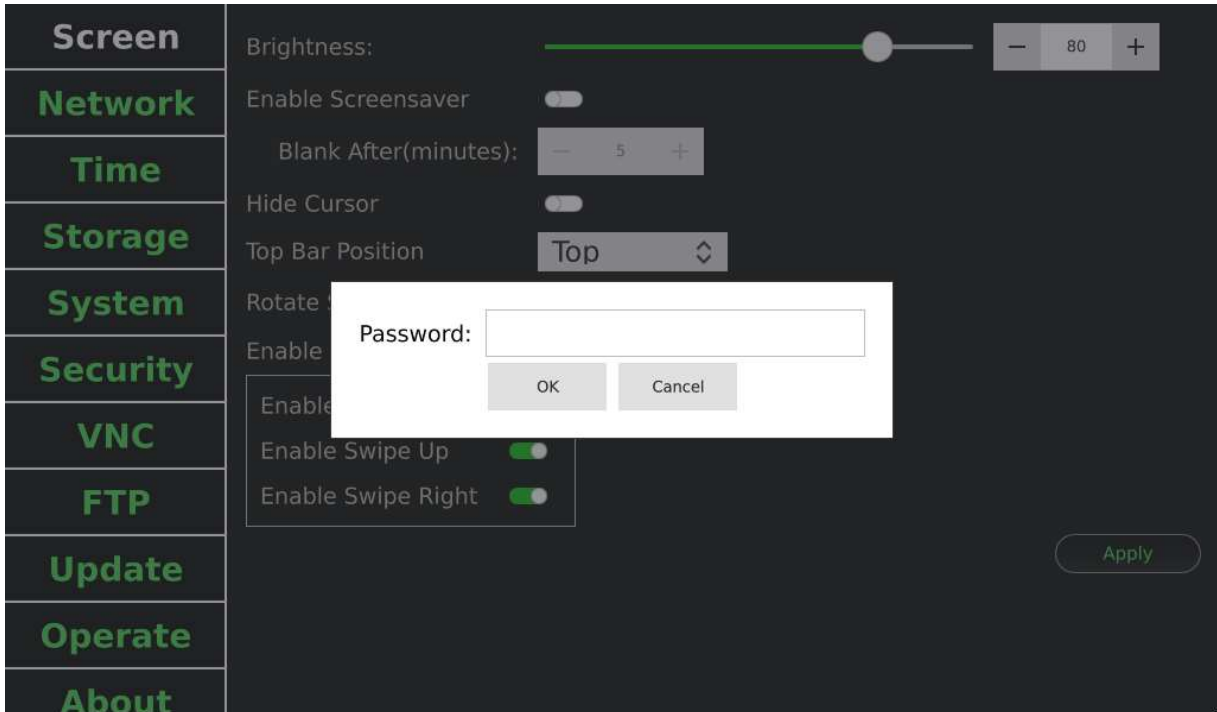 Screen
Network
Time
Storage
System
Security
VNC
FTP
Update
Operate
About
Brightness:
− 80 +
Enable Screensaver
Blank After(minutes):
− 5 +
Hide Cursor
Top Bar Position
Top
Rotate
Enable
Password:
OK Cancel
Enable
Enable Swipe Up
Enable Swipe Right
Apply